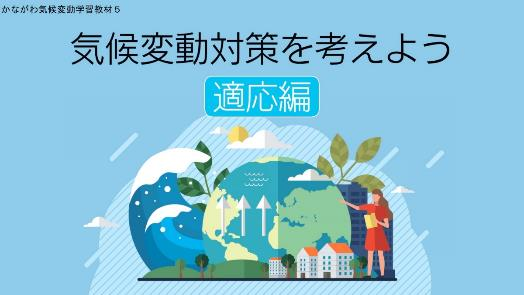 かながわ気候変動学習教材５
気候変動対策を考えよう
適応編